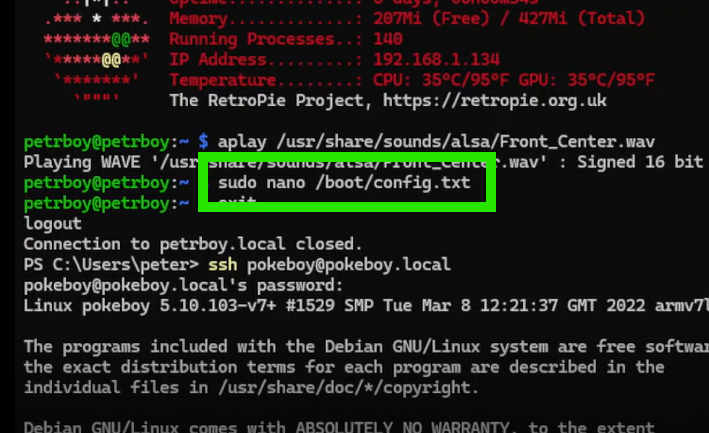 Memory.............: 207Mi (Free) / 427Mi (Total)
Running Processes..: 140
IP Address.........: 192.168.1.134
Temperature........: CPU: 35°C/95°F GPU: 35°C/95°F
The RetroPie Project, https://retropie.org.uk
petrboy@petrboy:~ $ aplay /usr/share/sounds/alsa/Front_Center.wav
Playing WAVE '/usr/share/sounds/alsa/Front_Center.wav' : Signed 16 bit
petrboy@petrboy:~ sudo nano /boot/config.txt
petrboy@petrboy:~ exit
logout
Connection to petrboy.local closed.
PS C:\Users\peter> ssh pokeboy@pokeboy.local
pokeboy@pokeboy.local's password:
Linux pokeboy 5.10.103-v7+ #1529 SMP Tue Mar 8 12:21:37 GMT 2022 armv7l
The programs included with the Debian GNU/Linux system are free softwa
the exact distribution terms for each program are described in the
individual files in /usr/share/doc/*/copyright.
Debian GNU/Linux comes with ABSOLUTELY NO WARRANTY, to the extent